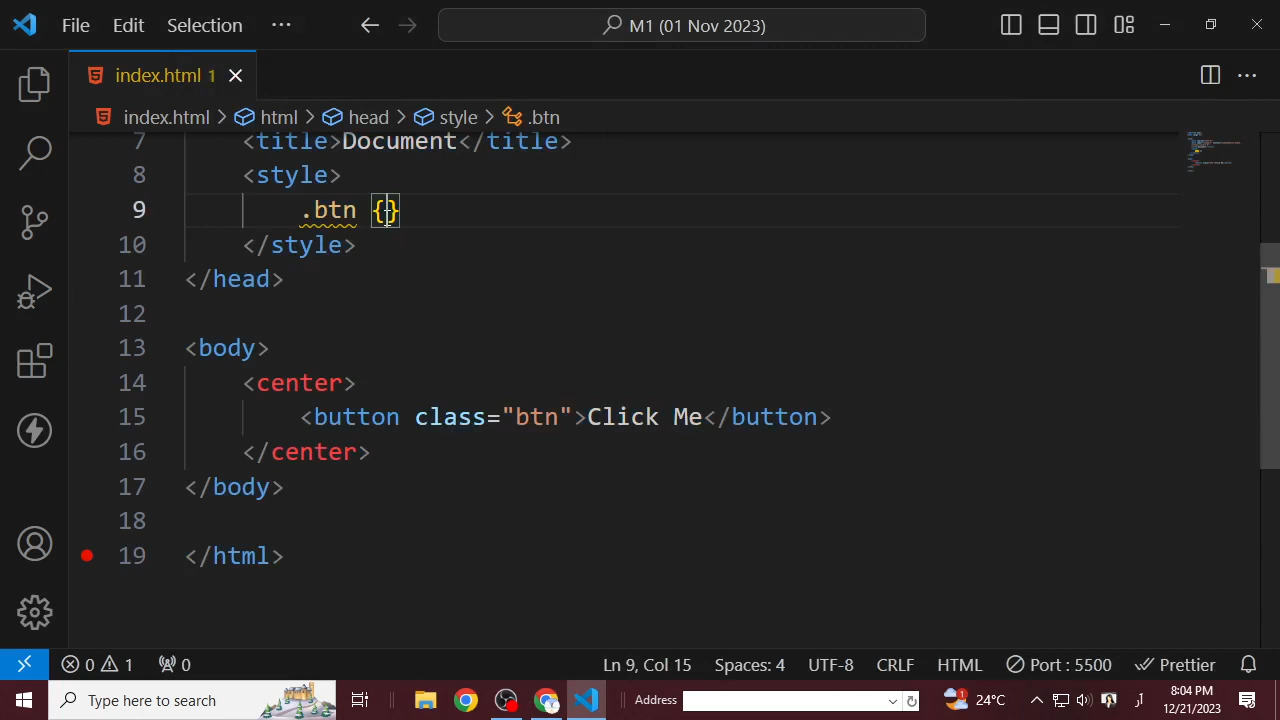 File Edit Selection ··· M1 (01 Nov 2023)
index.html 1
index.html > html > head > style > .btn
7 <title>Document</title>
8 <style>
9 .btn {}
10 </style>
11 </head>
12
13 <body>
14 <center>
15 <button class="btn">Click Me</button>
16 </center>
17 </body>
18
19 </html>
0 1 0 Ln 9, Col 15 Spaces: 4 UTF-8 CRLF HTML Port : 5500 Prettier
Type here to search Address 1 24°C 8:04 PM
12/21/2023